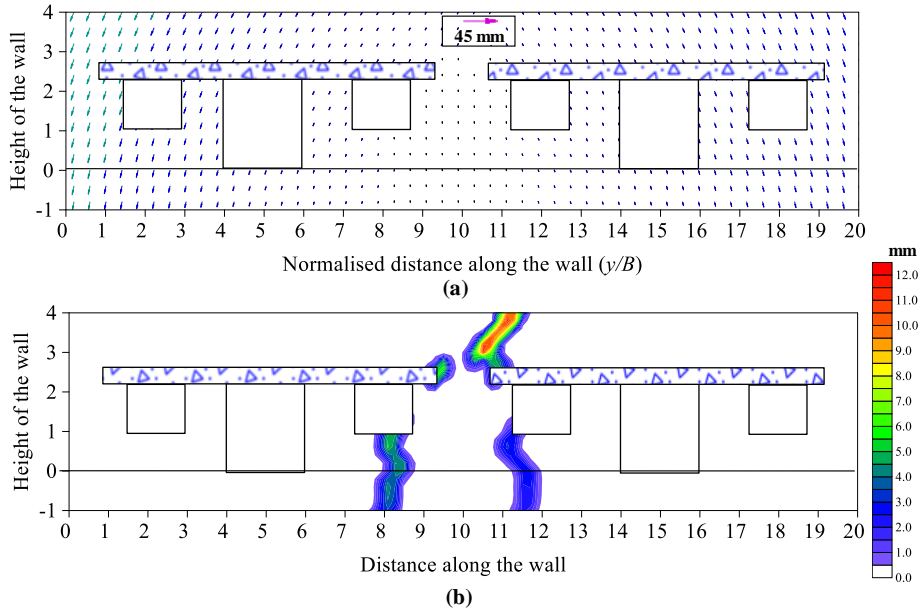 4
3
2
1
0
-1
Height of the wall
45 mm
0 1 2 3 4 5 6 7 8 9 10 11 12 13 14 15 16 17 18 19 20
Normalised distance along the wall (y/B)
(a)
mm
12.0
11.0
10.0
9.0
8.0
7.0
6.0
5.0
4.0
3.0
2.0
1.0
0.0
4
3
2
1
0
-1
Height of the wall
0 1 2 3 4 5 6 7 8 9 10 11 12 13 14 15 16 17 18 19 20
Distance along the wall
(b)